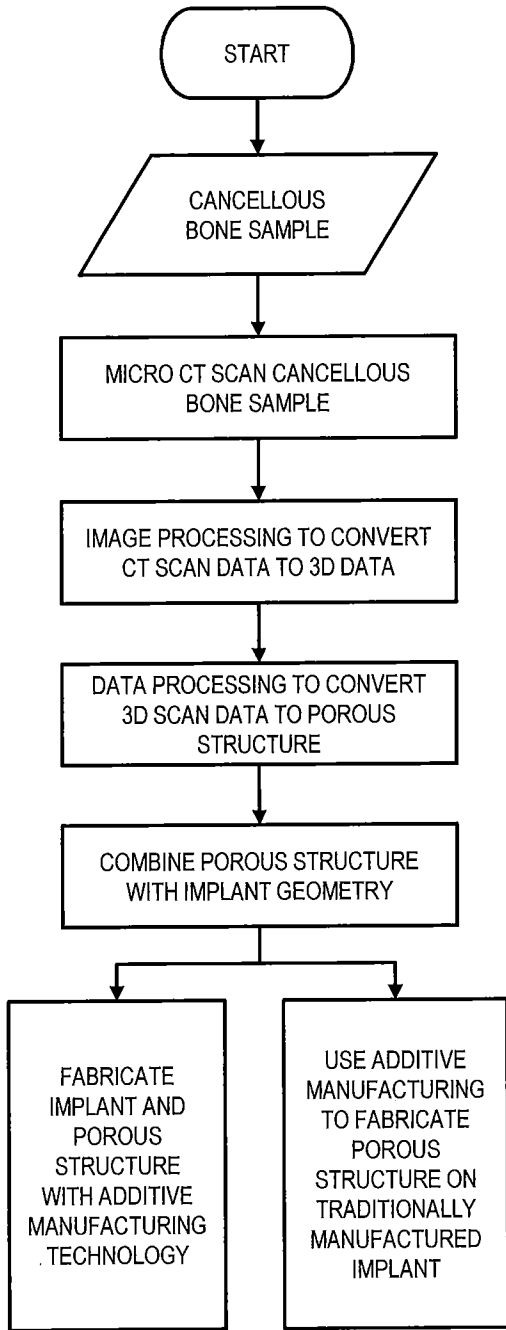 START
CANCELLOUS
BONE SAMPLE
MICRO CT SCAN CANCELLOUS
BONE SAMPLE
IMAGE PROCESSING TO CONVERT
CT SCAN DATA TO 3D DATA
DATA PROCESSING TO CONVERT
3D SCAN DATA TO POROUS
STRUCTURE
COMBINE POROUS STRUCTURE
WITH IMPLANT GEOMETRY
FABRICATE
IMPLANT AND
POROUS
STRUCTURE
WITH ADDITIVE
MANUFACTURING
TECHNOLOGY
USE ADDITIVE
MANUFACTURING
TO FABRICATE
POROUS
STRUCTURE ON
TRADITIONALLY
MANUFACTURED
IMPLANT